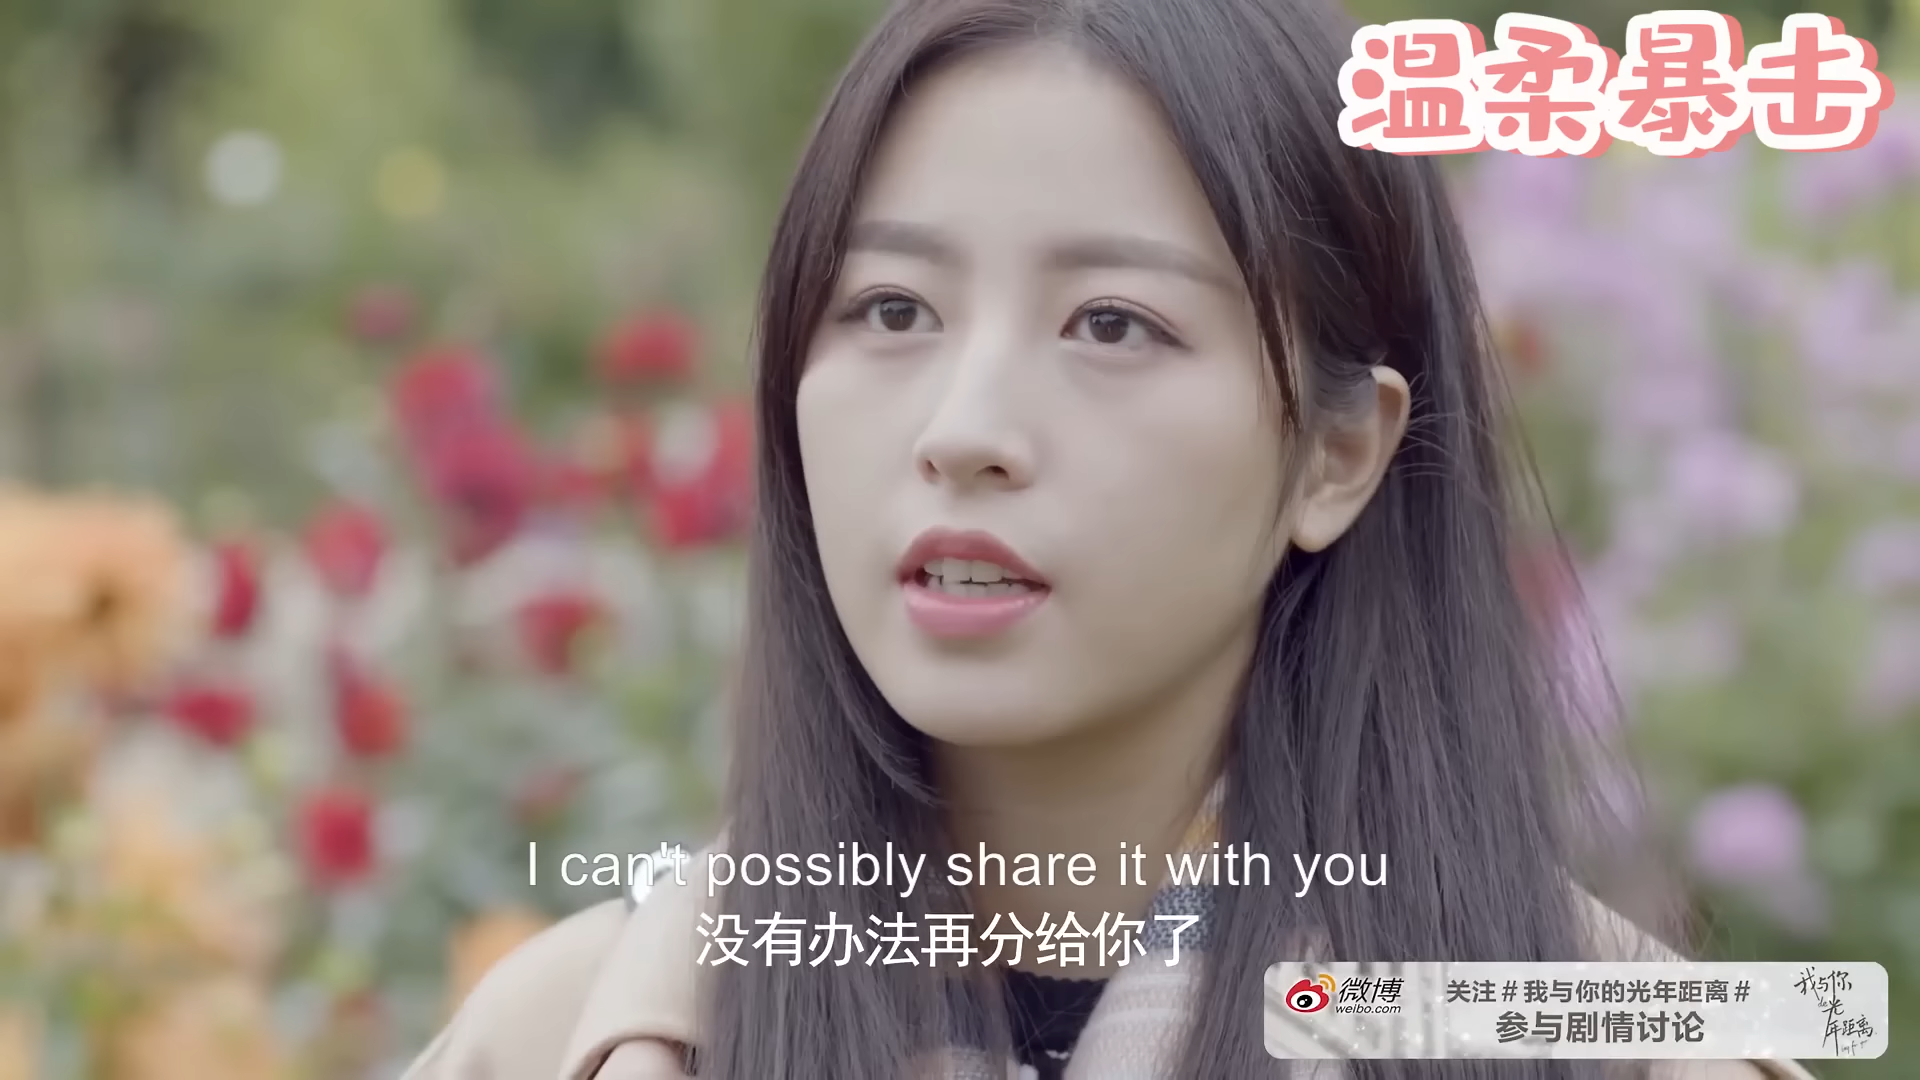 温柔暴击
I can't possibly share it with you
没有办法再分给你了
微博
weibo.com
关注#我与你的光年距离#
参与剧情讨论
我与你
de光
年距离